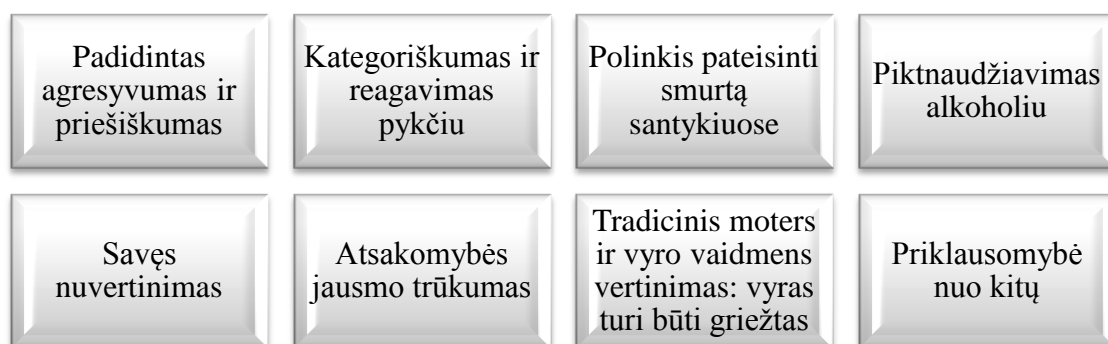 Padidintas
agresyvumas ir
priešiškumas
Kategoriškumas ir
reagavimas
pykčiu
Polinkis pateisinti
smurtą
santykiuose
Piktnaudžiavimas
alkoholiu
Savęs
nuvertinimas
Atsakomybės
jausmo trūkumas
Tradicinis moters
ir vyro vaidmens
vertinimas: vyras
turi būti griežtas
Priklausomybė
nuo kitų